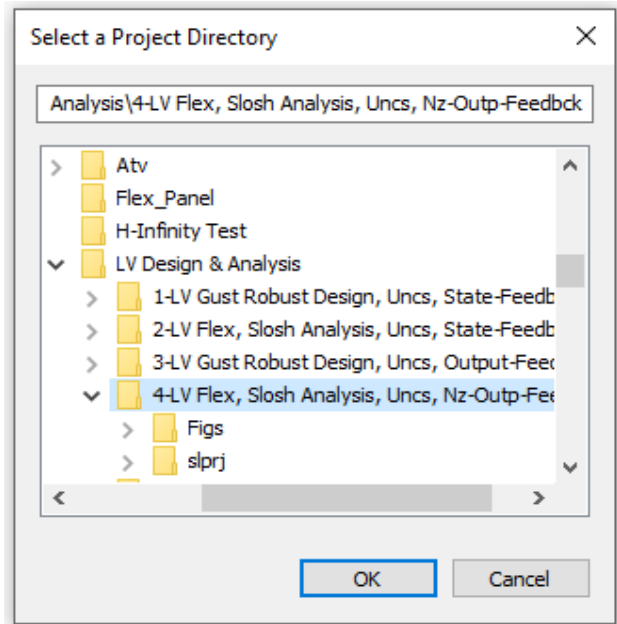 Select a Project Directory
Analysis\4-LV Flex, Slosh Analysis, Uncs, Nz-Outp-Feedbck
Atv
Flex_Panel
H-Infinity Test
LV Design & Analysis
1-LV Gust Robust Design, Uncs, State-Feedb
2-LV Flex, Slosh Analysis, Uncs, State-Feedb
3-LV Gust Robust Design, Uncs, Output-Feec
4-LV Flex, Slosh Analysis, Uncs, Nz-Outp-Fee
Figs
slprj
OK Cancel